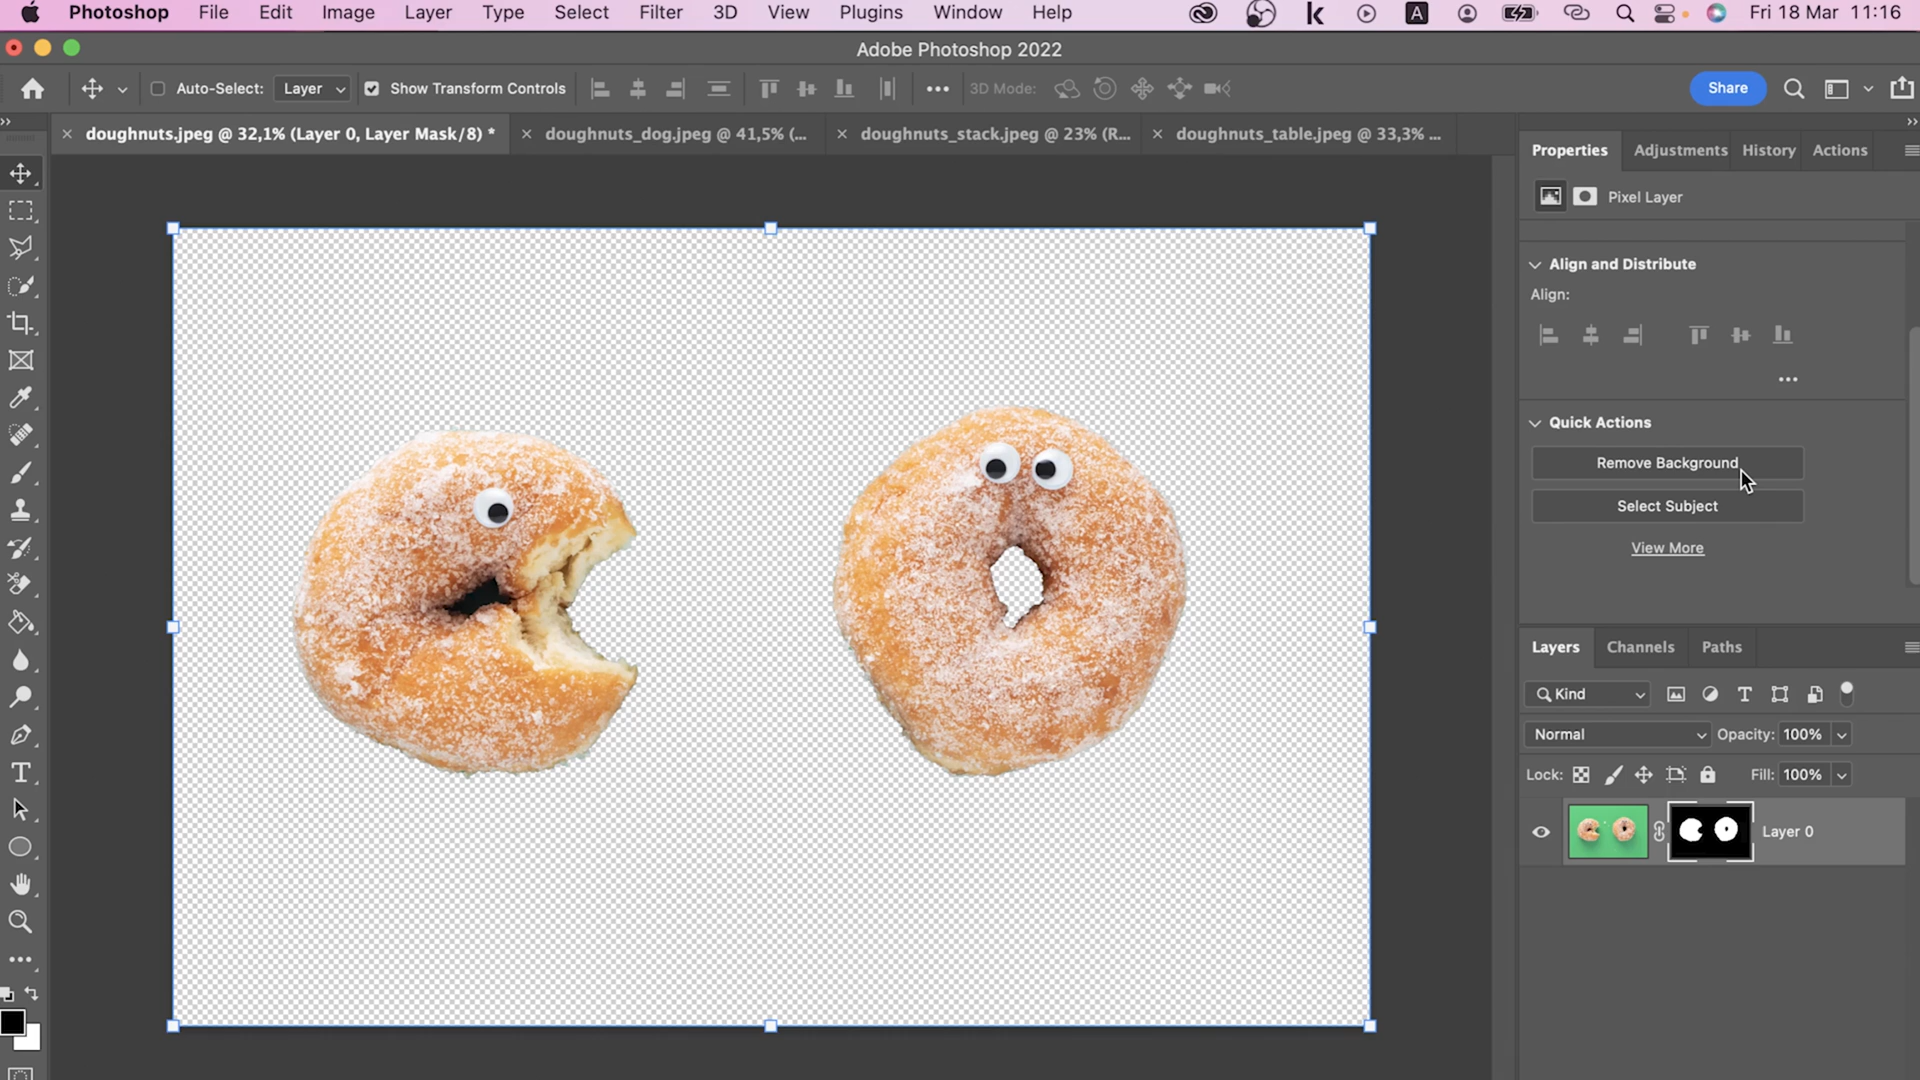 Photoshop File Edit Image Layer Type Select Filter 3D View Plugins Window Help Fri 18 Mar 11:16
Adobe Photoshop 2022
Auto-Select: Layer Show Transform Controls 3D Mode: Share
doughnuts.jpeg @ 32,1% (Layer 0, Layer Mask/8) * doughnuts_dog.jpeg @ 41,5% (... doughnuts_stack.jpeg @ 23% (R... doughnuts_table.jpeg @ 33,3% ...
Properties Adjustments History Actions
Pixel Layer
Align and Distribute
Align:
Quick Actions
Remove Background
Select Subject
View More
Layers Channels Paths
Kind
Normal Opacity: 100%
Lock: Fill: 100%
Layer 0